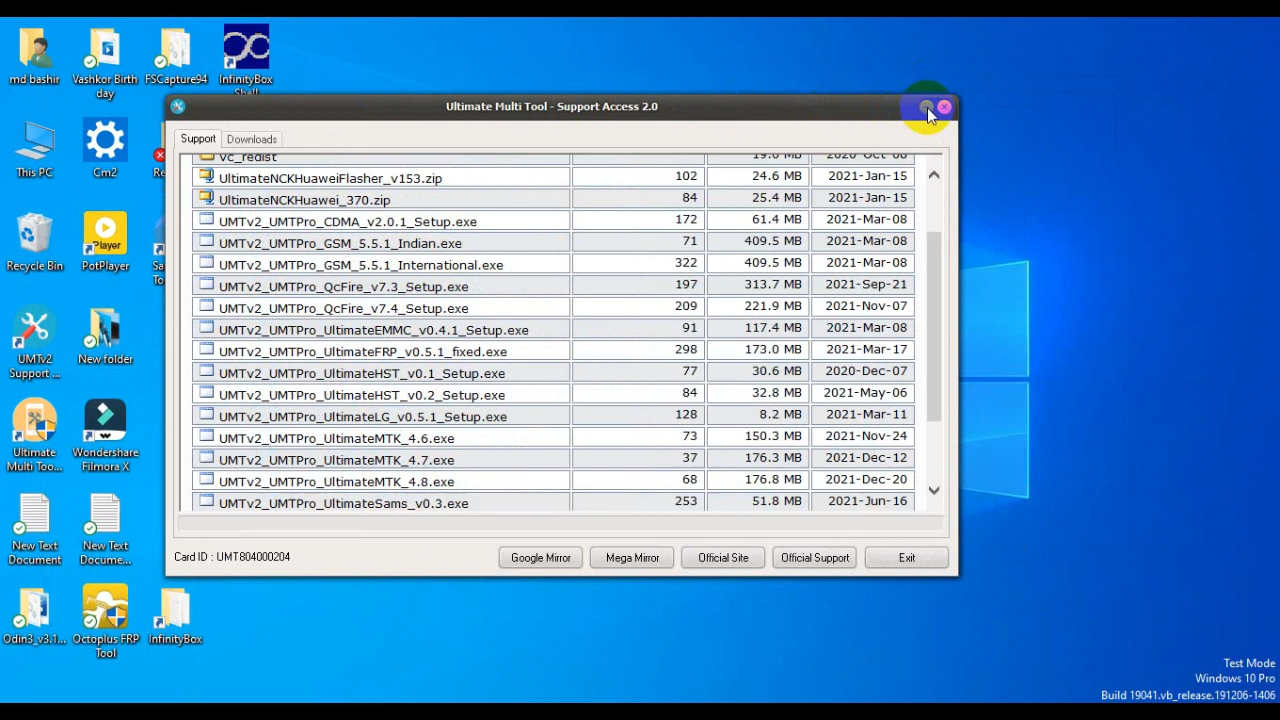 md bashir
Vashkor Birth
day
FSCapture94
InfinityBox
Shell
Ultimate Multi Tool - Support Access 2.0
Support
Downloads
This PC
Cm2
Re
vc_redist 19.6 MB 2020-Oct-08
UltimateNCKHuaweiFlasher_v153.zip 102 24.6 MB 2021-Jan-15
UltimateNCKHuawei_370.zip 84 25.4 MB 2021-Jan-15
UMTv2_UMTPro_CDMA_v2.0.1_Setup.exe 172 61.4 MB 2021-Mar-08
UMTv2_UMTPro_GSM_5.5.1_Indian.exe 71 409.5 MB 2021-Mar-08
UMTv2_UMTPro_GSM_5.5.1_International.exe 322 409.5 MB 2021-Mar-08
UMTv2_UMTPro_QcFire_v7.3_Setup.exe 197 313.7 MB 2021-Sep-21
UMTv2_UMTPro_QcFire_v7.4_Setup.exe 209 221.9 MB 2021-Nov-07
UMTv2_UMTPro_UltimateEMMC_v0.4.1_Setup.exe 91 117.4 MB 2021-Mar-08
UMTv2_UMTPro_UltimateFRP_v0.5.1_fixed.exe 298 173.0 MB 2021-Mar-17
UMTv2_UMTPro_UltimateHST_v0.1_Setup.exe 77 30.6 MB 2020-Dec-07
UMTv2_UMTPro_UltimateHST_v0.2_Setup.exe 84 32.8 MB 2021-May-06
UMTv2_UMTPro_UltimateLG_v0.5.1_Setup.exe 128 8.2 MB 2021-Mar-11
UMTv2_UMTPro_UltimateMTK_4.6.exe 73 150.3 MB 2021-Nov-24
UMTv2_UMTPro_UltimateMTK_4.7.exe 37 176.3 MB 2021-Dec-12
UMTv2_UMTPro_UltimateMTK_4.8.exe 68 176.8 MB 2021-Dec-20
UMTv2_UMTPro_UltimateSams_v0.3.exe 253 51.8 MB 2021-Jun-16
Player
Recycle Bin
PotPlayer
Sa
To
UMTv2
Support ...
New folder
Ultimate
Multi Too...
Wondershare
Filmora X
New Text
Document
New Text
Docume...
Card ID : UMT804000204
Google Mirror
Mega Mirror
Official Site
Official Support
Exit
Odin3_v3.1...
Octoplus FRP
Tool
InfinityBox
Test Mode
Windows 10 Pro
Build 19041.vb_release.191206-1406